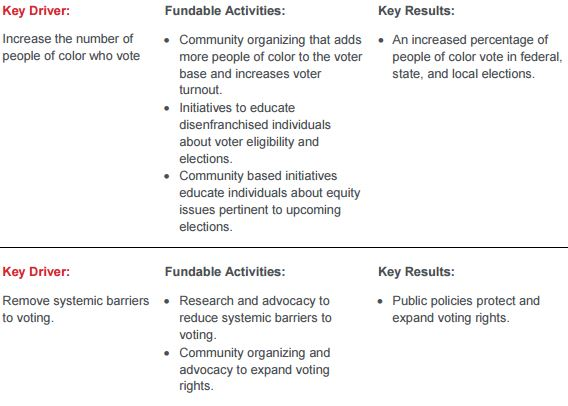 Key Driver:
Increase the number of
people of color who vote
Fundable Activities:
• Community organizing that adds
more people of color to the voter
base and increases voter
turnout.
• Initiatives to educate
disenfranchised individuals
about voter eligibility and
elections.
• Community based initiatives
educate individuals about equity
issues pertinent to upcoming
elections.
Key Results:
• An increased percentage of
people of color vote in federal,
state, and local elections.
Key Driver:
Remove systemic barriers
to voting.
Fundable Activities:
• Research and advocacy to
reduce systemic barriers to
voting.
• Community organizing and
advocacy to expand voting
rights.
Key Results:
• Public policies protect and
expand voting rights.